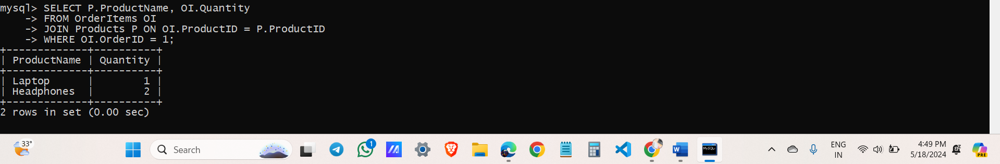 mysql> SELECT P.ProductName, OI.Quantity
    -> FROM OrderItems OI
    -> JOIN Products P ON OI.ProductID = P.ProductID
    -> WHERE OI.OrderID = 1;
+-------------+----------+
| ProductName | Quantity |
+-------------+----------+
| Laptop      |        1 |
| Headphones  |        2 |
+-------------+----------+
2 rows in set (0.00 sec)
33°
Search
1
W
MySQL
ENG
IN
4:49 PM
5/18/2024
PRE